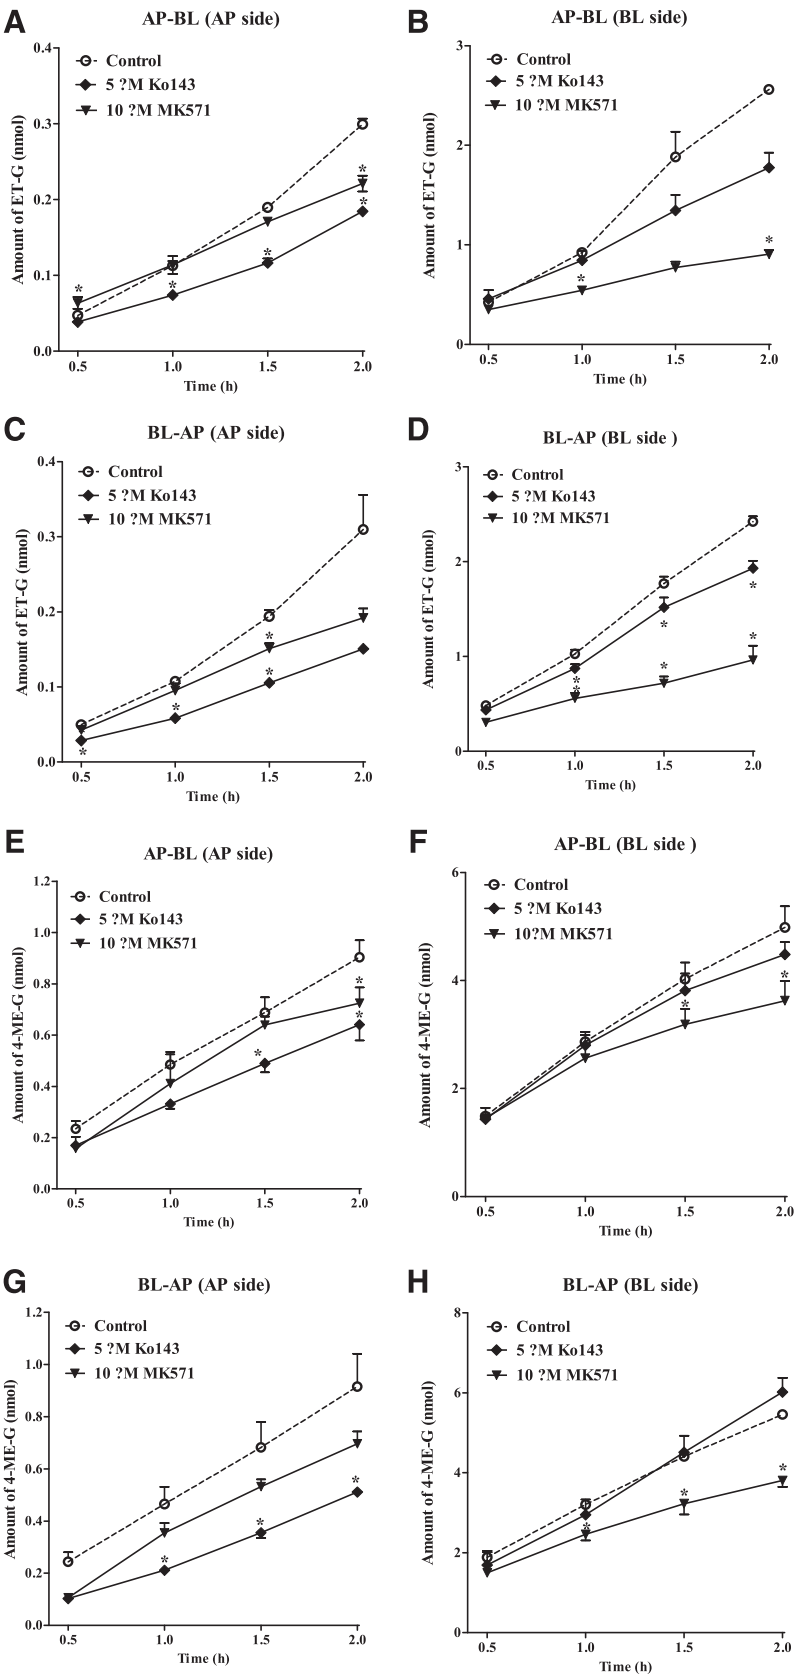 A
AP-BL (AP side)
Amount of ET-G (nmol)
0.4
0.3
0.2
0.1
0.0
Control
5 ?M Ko143
10 ?M MK571
*
*
*
*
*
0.5
1.0
1.5
2.0
Time (h)
B
AP-BL (BL side)
Amount of ET-G (nmol)
3
2
1
0
Control
5 ?M Ko143
10 ?M MK571
*
*
0.5
1.0
1.5
2.0
Time (h)
C
BL-AP (AP side)
Amount of ET-G (nmol)
0.4
0.3
0.2
0.1
0.0
Control
5 ?M Ko143
10 ?M MK571
*
*
*
*
0.5
1.0
1.5
2.0
Time (h)
D
BL-AP (BL side )
Amount of ET-G (nmol)
3
2
1
0
Control
5 ?M Ko143
10 ?M MK571
*
*
*
*
*
*
0.5
1.0
1.5
2.0
Time (h)
E
AP-BL (AP side)
Amount of 4-ME-G (nmol)
1.2
1.0
0.8
0.6
0.4
0.2
0.0
Control
5 ?M Ko143
10 ?M MK571
*
*
*
0.5
1.0
1.5
2.0
Time (h)
F
AP-BL (BL side )
Amount of 4-ME-G (nmol)
6
4
2
0
Control
5 ?M Ko143
10?M MK571
*
*
0.5
1.0
1.5
2.0
Time (h)
G
BL-AP (AP side)
Amount of 4-ME-G (nmol)
1.2
1.0
0.8
0.6
0.4
0.2
0.0
Control
5 ?M Ko143
10 ?M MK571
*
*
*
0.5
1.0
1.5
2.0
Time (h)
H
BL-AP (BL side)
Amount of 4-ME-G (nmol)
8
6
4
2
0
Control
5 ?M Ko143
10 ?M MK571
*
*
*
0.5
1.0
1.5
2.0
Time (h)